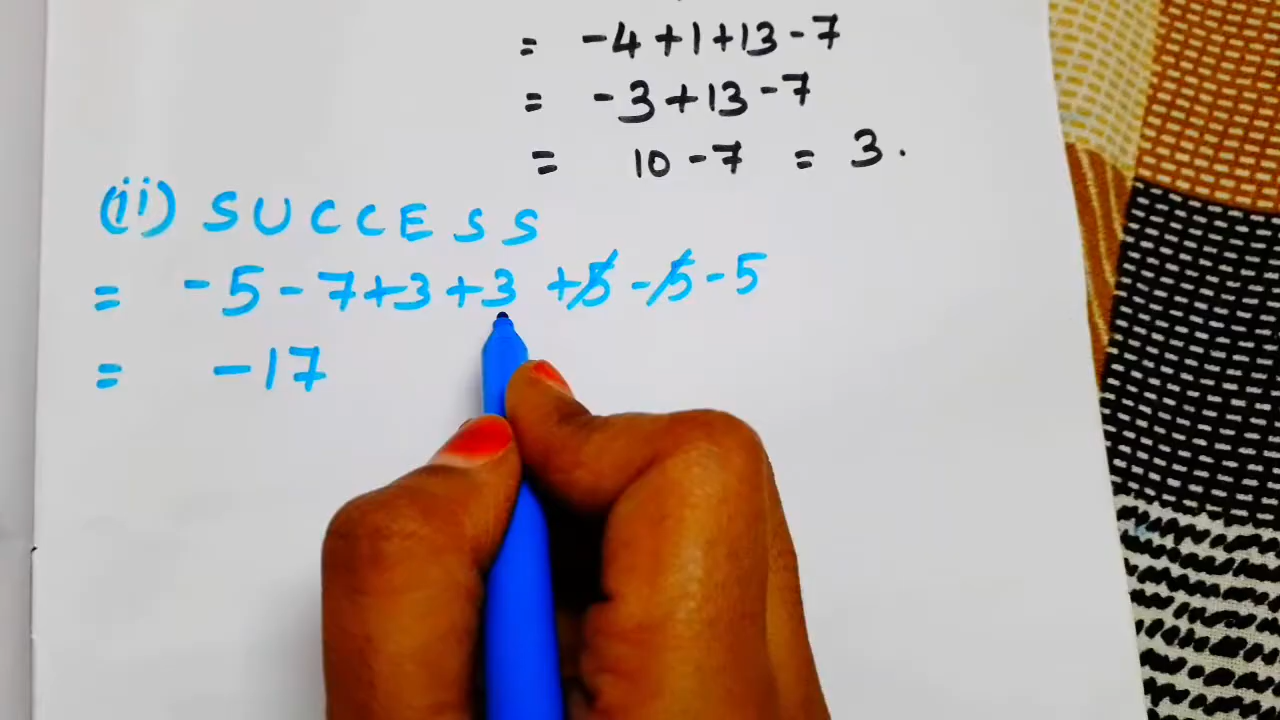 = -4+1+13-7
= -3+13-7
= 10-7 = 3.
(ii) SUCCESS
= -5-7+3+3+5-5-5
= -17